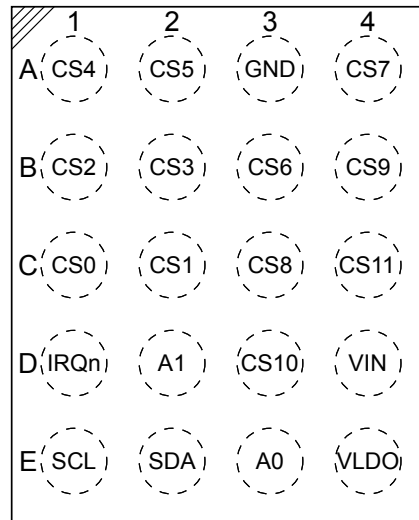 1 2 3 4
A CS4 CS5 GND CS7
B CS2 CS3 CS6 CS9
C CS0 CS1 CS8 CS11
D IRQn A1 CS10 VIN
E SCL SDA A0 VLDO